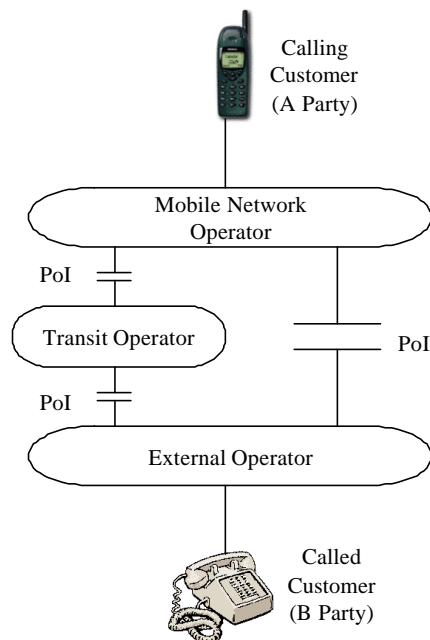 Calling
Customer
(A Party)
Mobile Network
Operator
PoI
Transit Operator
PoI
PoI
External Operator
Called
Customer
(B Party)